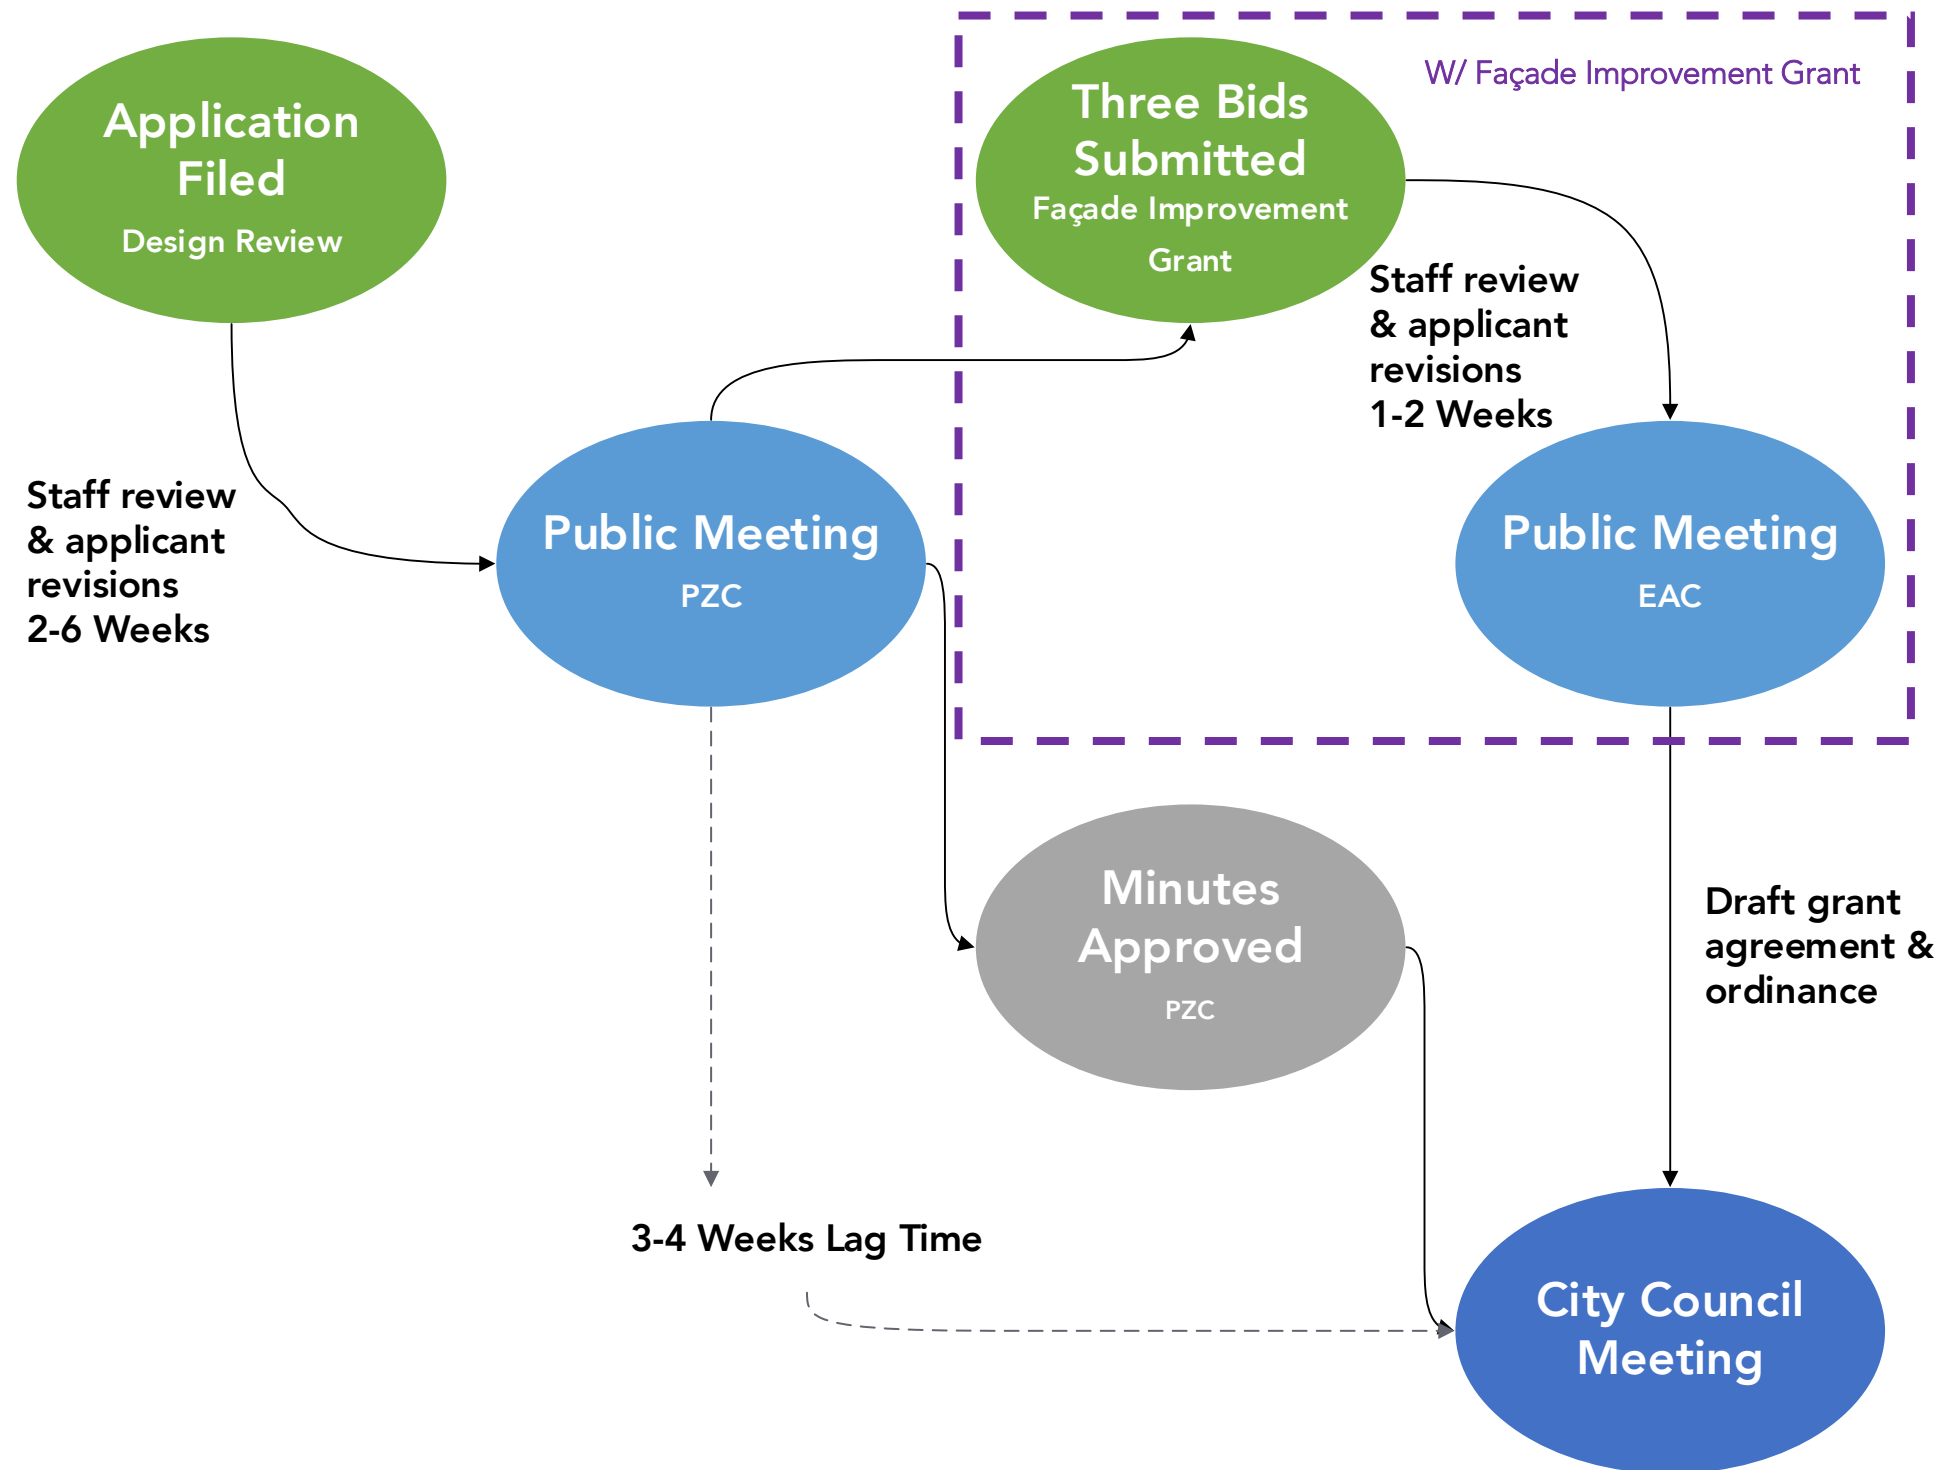 Application
Filed
Design Review
W/ Façade Improvement Grant
Three Bids
Submitted
Façade Improvement
Grant
Staff review
& applicant
revisions
1-2 Weeks
Staff review
& applicant
revisions
2-6 Weeks
Public Meeting
PZC
Public Meeting
EAC
Minutes
Approved
PZC
Draft grant
agreement &
ordinance
3-4 Weeks Lag Time
City Council
Meeting